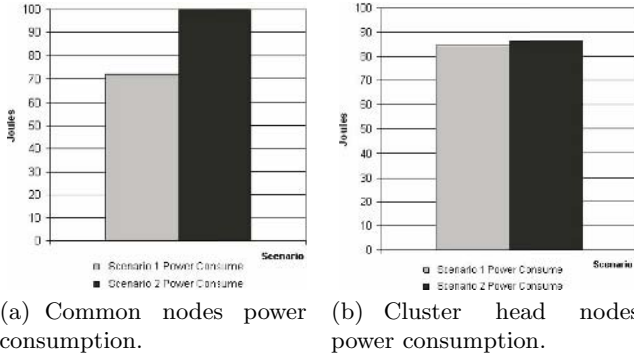 100
90
80
70
60
50
40
30
20
10
0
Joules
Scenario
Scenario 1 Power Consume
Scenario 2 Power Consume
(a) Common nodes power
consumption.
100
90
80
70
60
50
40
30
20
10
0
Joules
Scenario
Scenario 1 Power Consume
Scenario 2 Power Consume
(b) Cluster head nodes
power consumption.